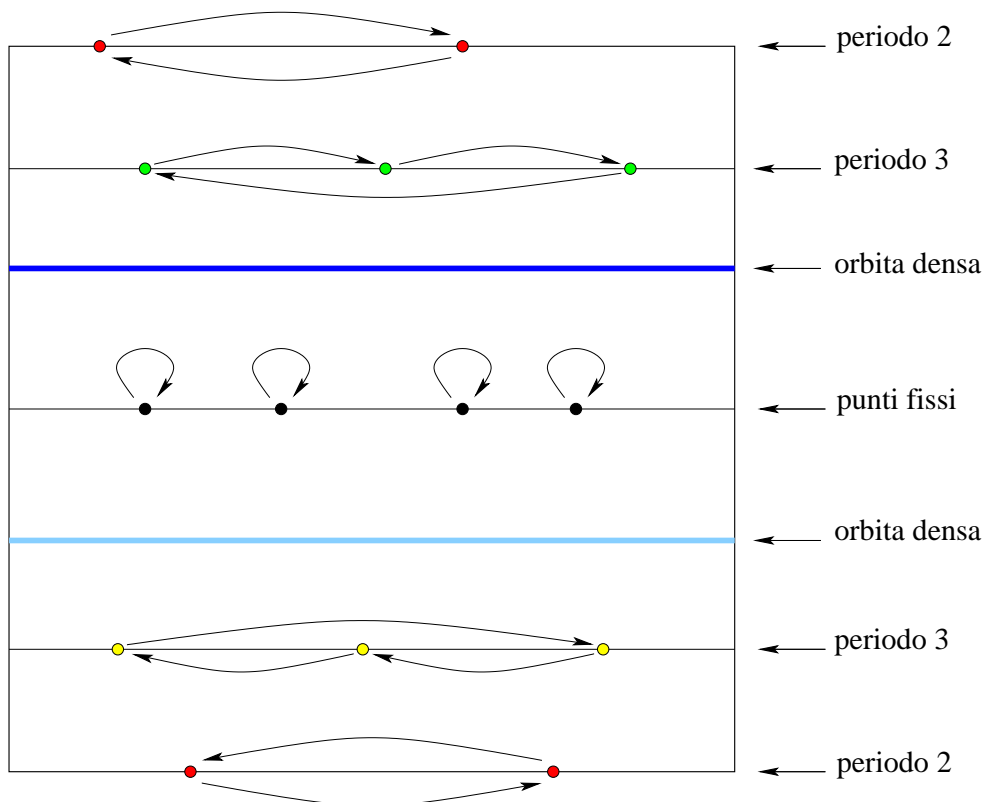 periodo 2
periodo 3
orbita densa
punti fissi
orbita densa
periodo 3
periodo 2